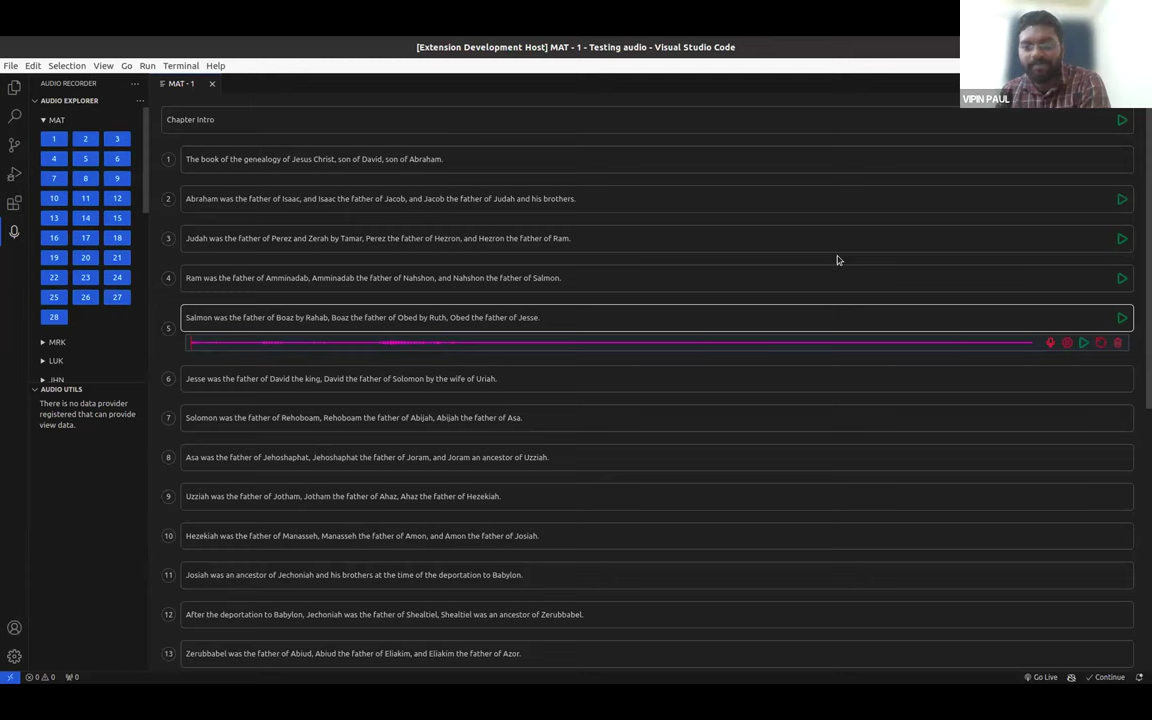 [Extension Development Host] MAT - 1 - Testing audio - Visual Studio Code
VIPIN PAUL
File Edit Selection View Go Run Terminal Help
AUDIO RECORDER
MAT - 1
AUDIO EXPLORER
MAT
1 2 3
4 5 6
7 8 9
10 11 12
13 14 15
16 17 18
19 20 21
22 23 24
25 26 27
28
MRK
LUK
JHN
AUDIO UTILS
There is no data provider
registered that can provide
view data.
Chapter Intro
1 The book of the genealogy of Jesus Christ, son of David, son of Abraham.
2 Abraham was the father of Isaac, and Isaac the father of Jacob, and Jacob the father of Judah and his brothers.
3 Judah was the father of Perez and Zerah by Tamar, Perez the father of Hezron, and Hezron the father of Ram.
4 Ram was the father of Amminadab, Amminadab the father of Nahshon, and Nahshon the father of Salmon.
5 Salmon was the father of Boaz by Rahab, Boaz the father of Obed by Ruth, Obed the father of Jesse.
6 Jesse was the father of David the king, David the father of Solomon by the wife of Uriah.
7 Solomon was the father of Rehoboam, Rehoboam the father of Abijah, Abijah the father of Asa.
8 Asa was the father of Jehoshaphat, Jehoshaphat the father of Joram, and Joram an ancestor of Uzziah.
9 Uzziah was the father of Jotham, Jotham the father of Ahaz, Ahaz the father of Hezekiah.
10 Hezekiah was the father of Manasseh, Manasseh the father of Amon, and Amon the father of Josiah.
11 Josiah was an ancestor of Jechoniah and his brothers at the time of the deportation to Babylon.
12 After the deportation to Babylon, Jechoniah was the father of Shealtiel, Shealtiel was an ancestor of Zerubbabel.
13 Zerubbabel was the father of Abiud, Abiud the father of Eliakim, and Eliakim the father of Azor.
0 0 0
Go Live Continue